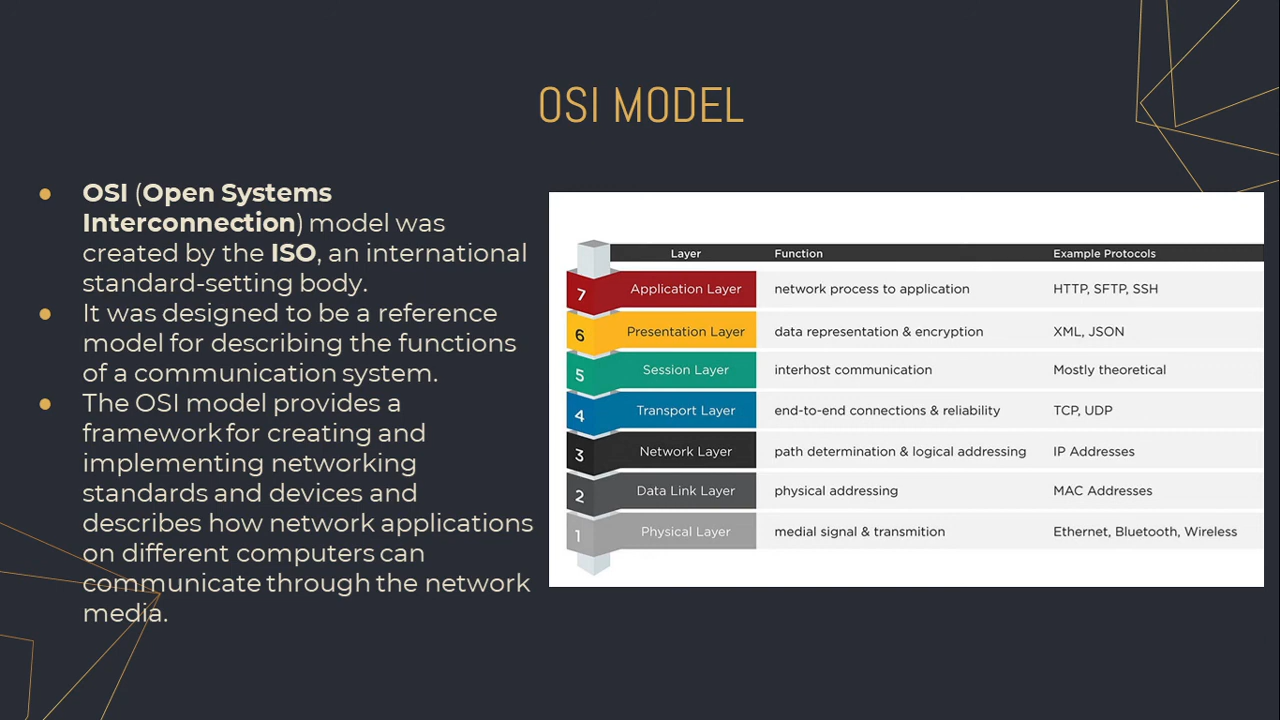 OSI MODEL
● OSI (Open Systems
Interconnection) model was
created by the ISO, an international
standard-setting body.
● It was designed to be a reference
model for describing the functions
of a communication system.
● The OSI model provides a
framework for creating and
implementing networking
standards and devices and
describes how network applications
on different computers can
communicate through the network
media.
Layer Function Example Protocols
7 Application Layer network process to application HTTP, SFTP, SSH
6 Presentation Layer data representation & encryption XML, JSON
5 Session Layer interhost communication Mostly theoretical
4 Transport Layer end-to-end connections & reliability TCP, UDP
3 Network Layer path determination & logical addressing IP Addresses
2 Data Link Layer physical addressing MAC Addresses
1 Physical Layer medial signal & transmition Ethernet, Bluetooth, Wireless